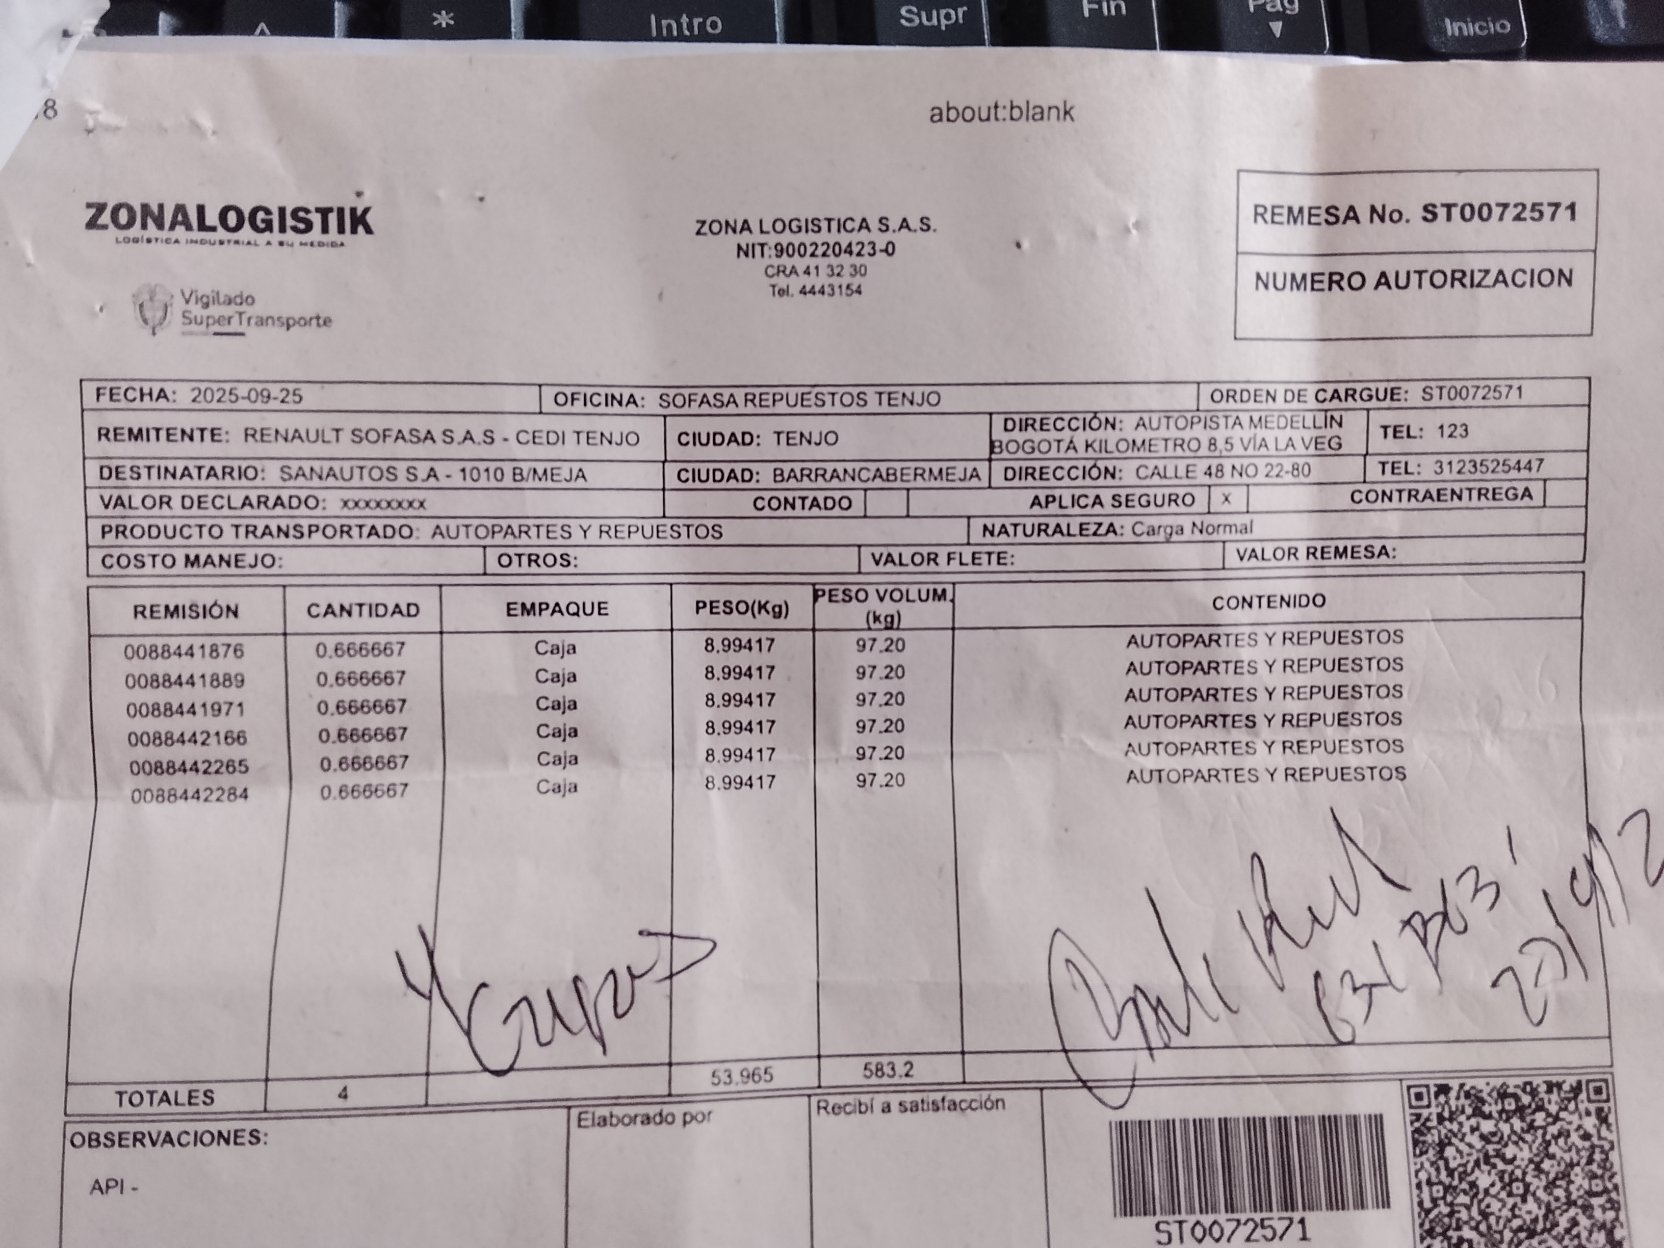 Intro
Supr
Fin
Pág
Inicio
*
8
about:blank
ZONALOGISTIK
LOGÍSTICA INDUSTRIAL A SU MEDIDA
Vigilado
SuperTransporte
ZONA LOGISTICA S.A.S.
NIT:900220423-0
CRA 41 32 30
Tel. 4443154
REMESA No. ST0072571
NUMERO AUTORIZACION
FECHA: 2025-09-25 OFICINA: SOFASA REPUESTOS TENJO ORDEN DE CARGUE: ST0072571
REMITENTE: RENAULT SOFASA S.A.S - CEDI TENJO CIUDAD: TENJO DIRECCIÓN: AUTOPISTA MEDELLÍN BOGOTÁ KILOMETRO 8,5 VÍA LA VEG TEL: 123
DESTINATARIO: SANAUTOS S.A - 1010 B/MEJA CIUDAD: BARRANCABERMEJA DIRECCIÓN: CALLE 48 NO 22-80 TEL: 3123525447
VALOR DECLARADO: xxxxxxxx CONTADO APLICA SEGURO x CONTRAENTREGA
PRODUCTO TRANSPORTADO: AUTOPARTES Y REPUESTOS NATURALEZA: Carga Normal
COSTO MANEJO: OTROS: VALOR FLETE: VALOR REMESA:
REMISIÓN CANTIDAD EMPAQUE PESO(Kg) PESO VOLUM. (kg) CONTENIDO
0088441876 0.666667 Caja 8.99417 97.20 AUTOPARTES Y REPUESTOS
0088441889 0.666667 Caja 8.99417 97.20 AUTOPARTES Y REPUESTOS
0088441971 0.666667 Caja 8.99417 97.20 AUTOPARTES Y REPUESTOS
0088442166 0.666667 Caja 8.99417 97.20 AUTOPARTES Y REPUESTOS
0088442265 0.666667 Caja 8.99417 97.20 AUTOPARTES Y REPUESTOS
0088442284 0.666667 Caja 8.99417 97.20 AUTOPARTES Y REPUESTOS
TOTALES 4 53.965 583.2
OBSERVACIONES: Elaborado por Recibí a satisfacción
API -
ST0072571